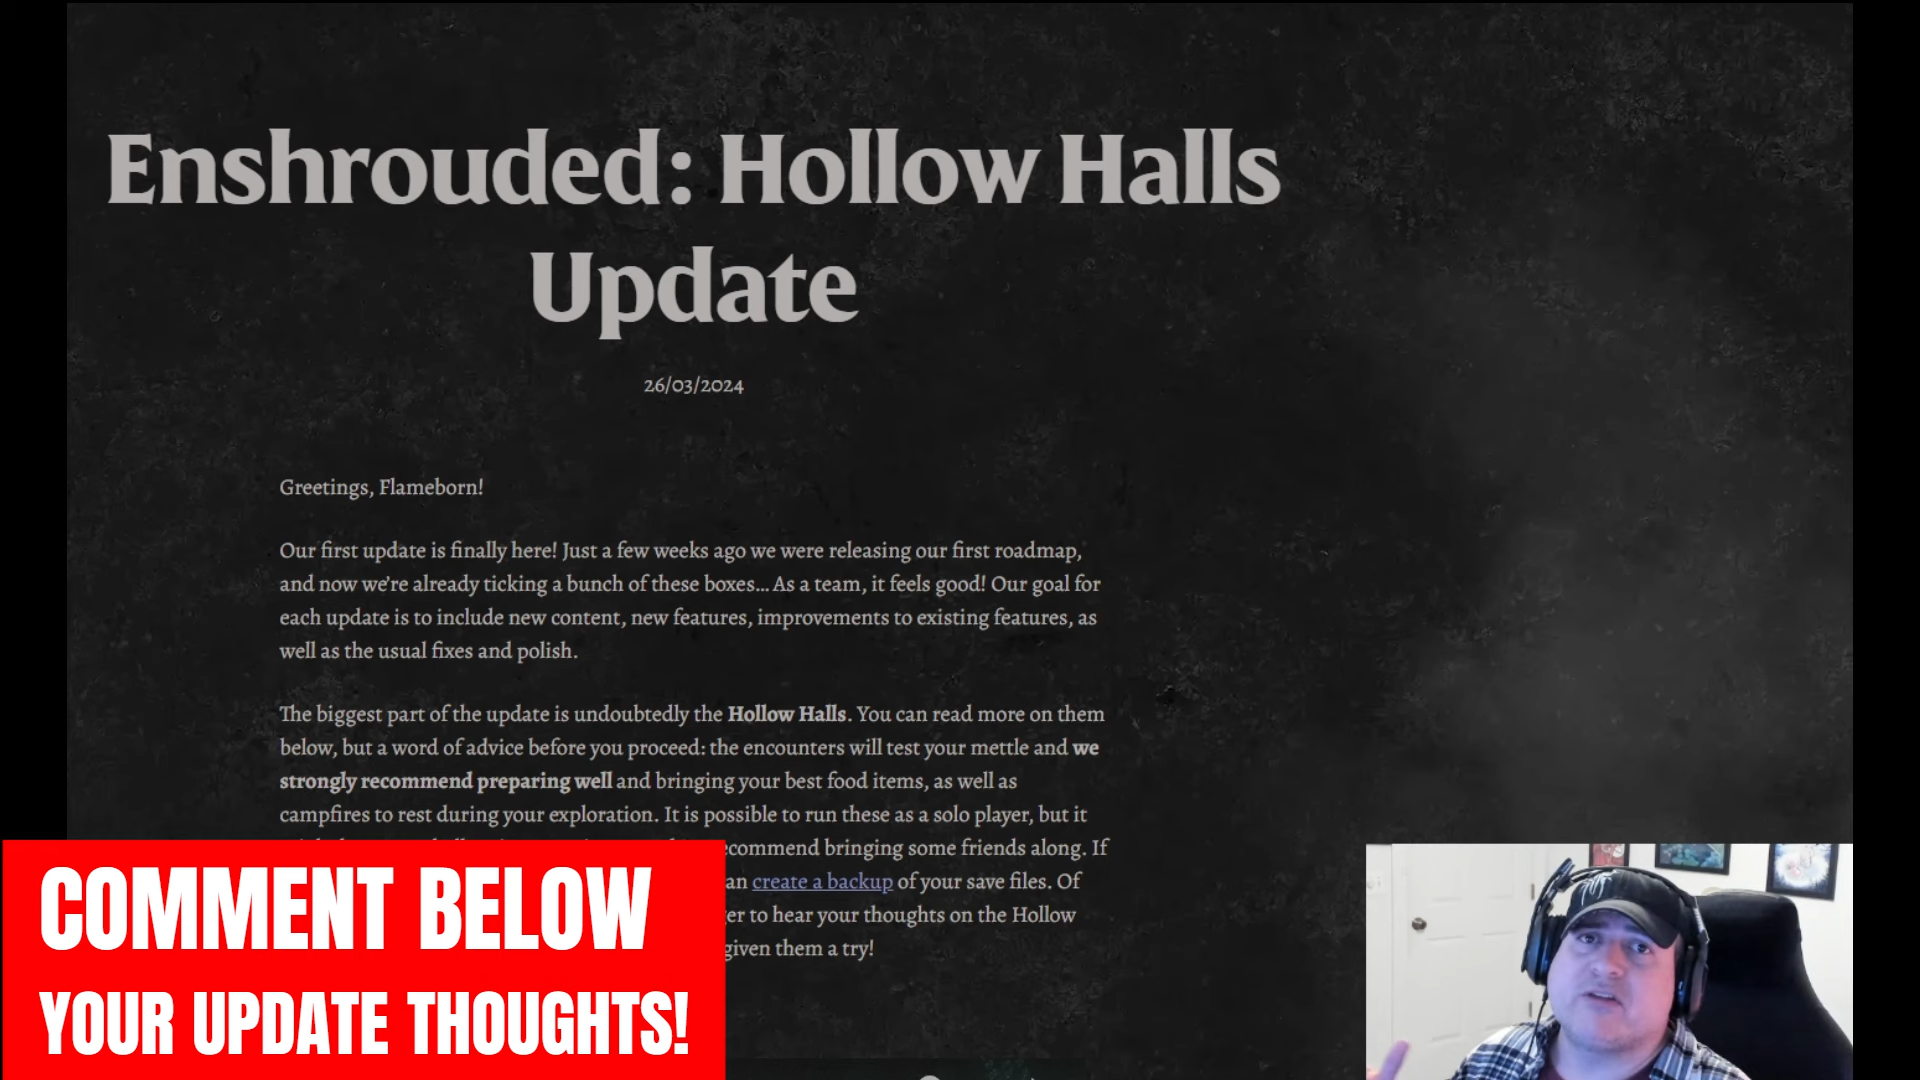 Enshrouded: Hollow Halls
Update
26/03/2024
Greetings, Flameborn!
Our first update is finally here! Just a few weeks ago we were releasing our first roadmap,
and now we're already ticking a bunch of these boxes... As a team, it feels good! Our goal for
each update is to include new content, new features, improvements to existing features, as
well as the usual fixes and polish.
The biggest part of the update is undoubtedly the Hollow Halls. You can read more on them
below, but a word of advice before you proceed: the encounters will test your mettle and we
strongly recommend preparing well and bringing your best food items, as well as
campfires to rest during your exploration. It is possible to run these as a solo player, but it
recommend bringing some friends along. If
create a backup of your save files. Of
to hear your thoughts on the Hollow
given them a try!
COMMENT BELOW
YOUR UPDATE THOUGHTS!